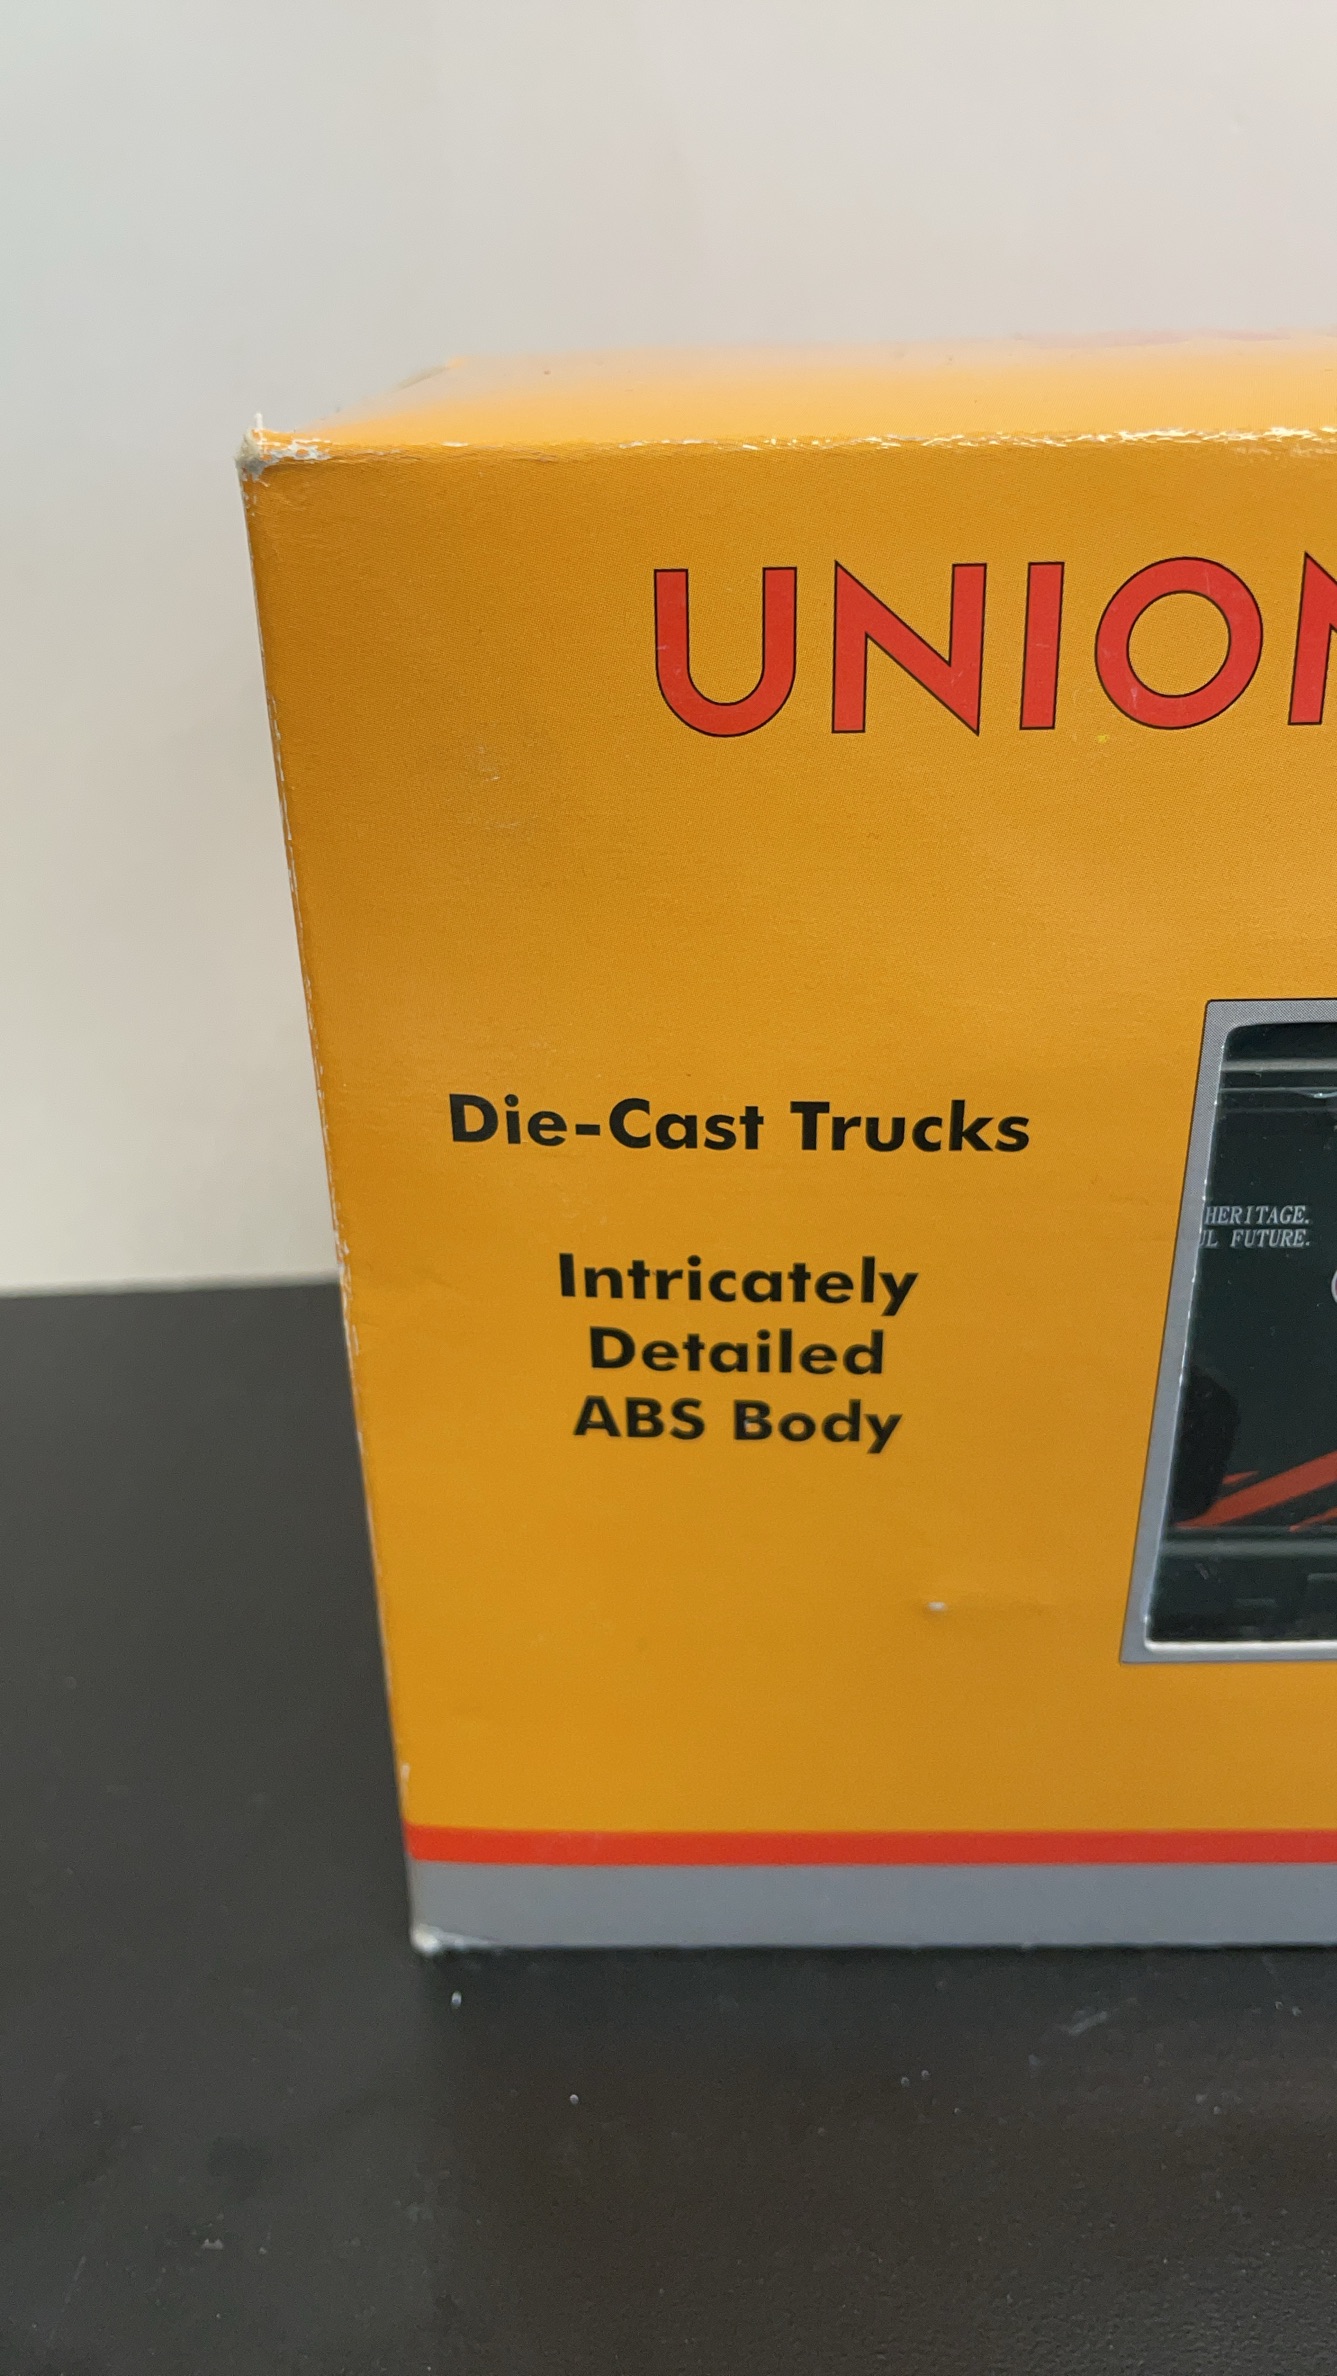 UNION
Die-Cast Trucks
HERITAGE.
FUTURE.
Intricately
Detailed
ABS Body